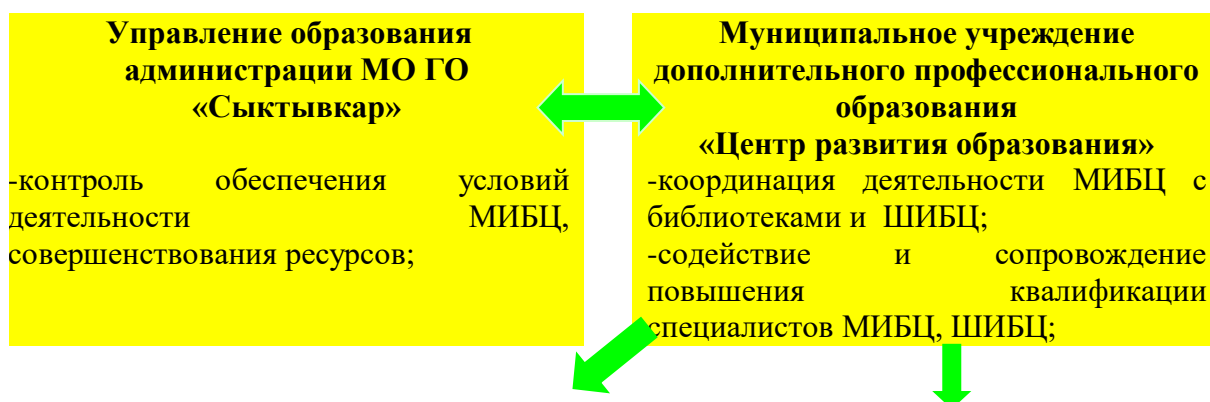 Управление образования
администрации МО ГО
«Сыктывкар»
-контроль обеспечения условий
деятельности МИБЦ,
совершенствования ресурсов;
Муниципальное учреждение
дополнительного профессионального
образования
«Центр развития образования»
-координация деятельности МИБЦ с
библиотеками и ШИБЦ;
-содействие и сопровождение
повышения квалификации
специалистов МИБЦ, ШИБЦ;